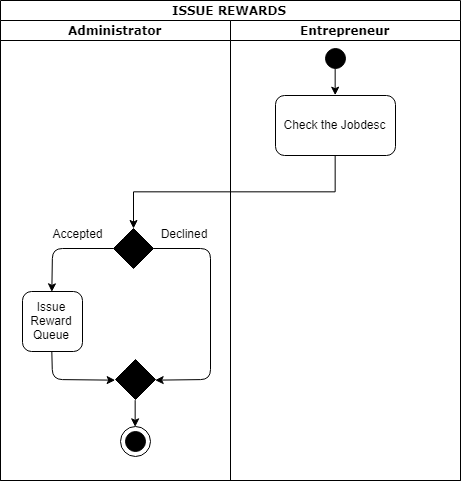 ISSUE REWARDS
Administrator
Entrepreneur
Check the Jobdesc
Accepted
Declined
Issue
Reward
Queue